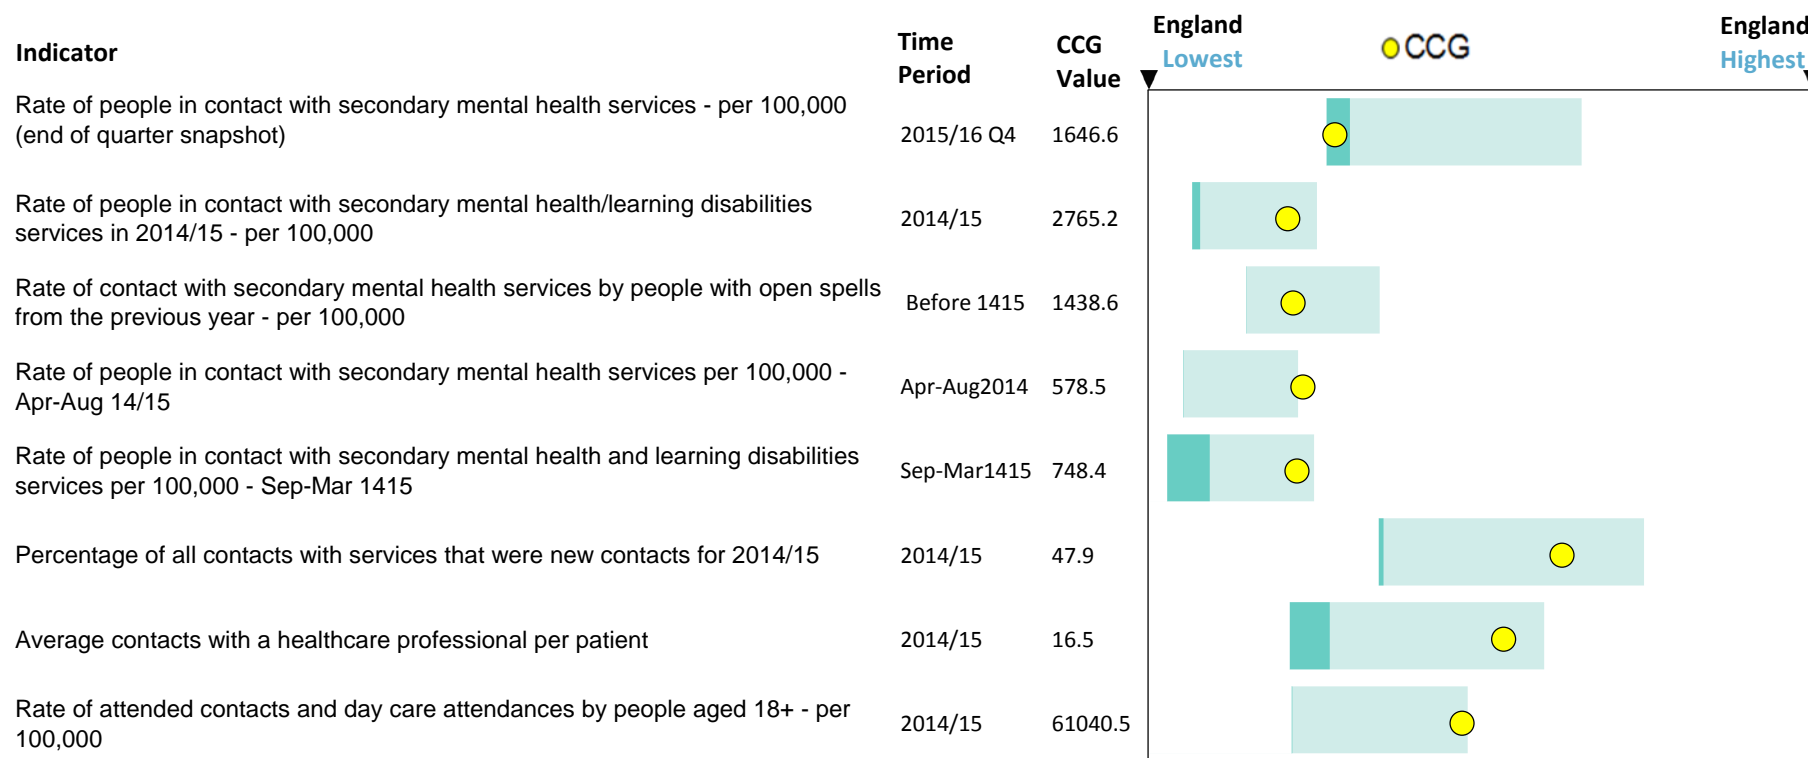 Indicator
Time Period
CCG Value
England Lowest
CCG
England Highest
Rate of people in contact with secondary mental health services - per 100,000
(end of quarter snapshot)
2015/16 Q4
1646.6
Rate of people in contact with secondary mental health/learning disabilities
services in 2014/15 - per 100,000
2014/15
2765.2
Rate of contact with secondary mental health services by people with open spells
from the previous year - per 100,000
Before 1415
1438.6
Rate of people in contact with secondary mental health services per 100,000 -
Apr-Aug 14/15
Apr-Aug2014
578.5
Rate of people in contact with secondary mental health and learning disabilities
services per 100,000 - Sep-Mar 1415
Sep-Mar1415
748.4
Percentage of all contacts with services that were new contacts for 2014/15
2014/15
47.9
Average contacts with a healthcare professional per patient
2014/15
16.5
Rate of attended contacts and day care attendances by people aged 18+ - per
100,000
2014/15
61040.5